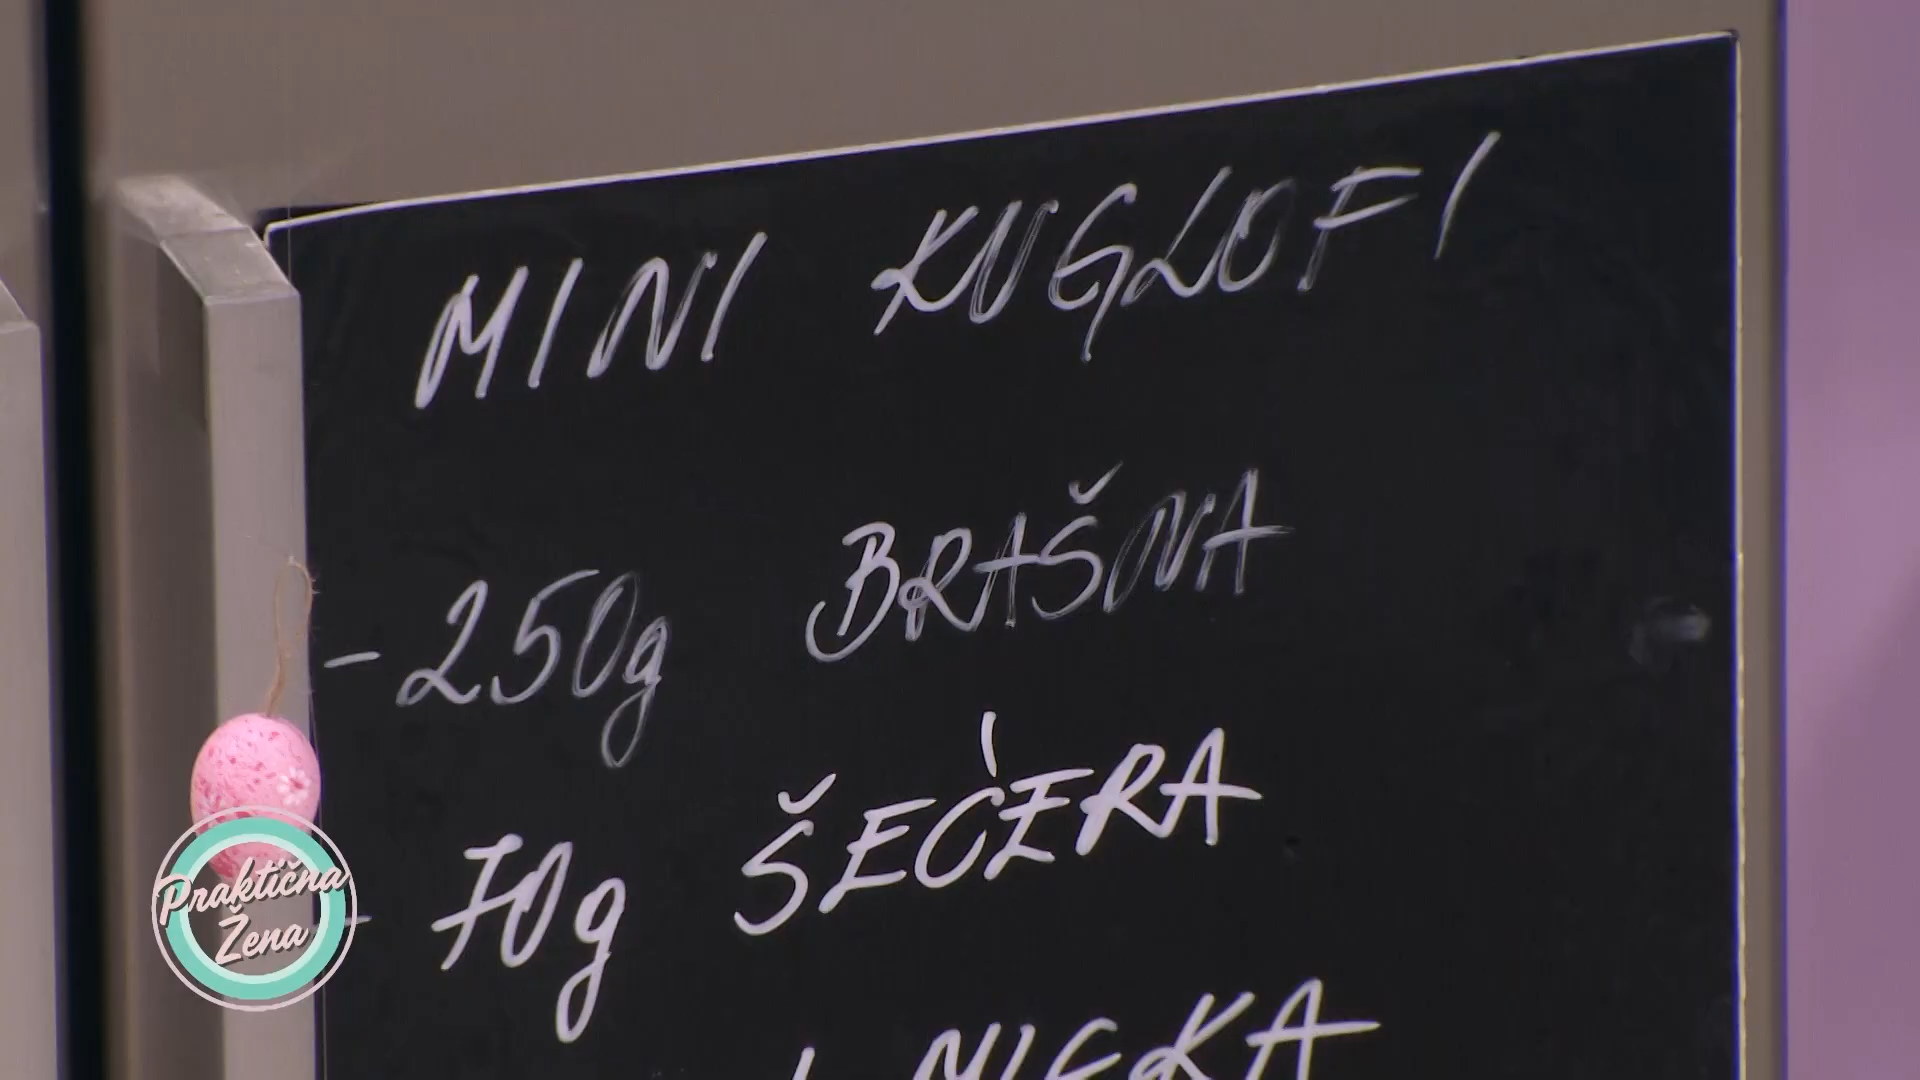 MINI KUGLOFI
- 250g BRAŠNA
- 70g ŠEĆERA
Praktična
Žena